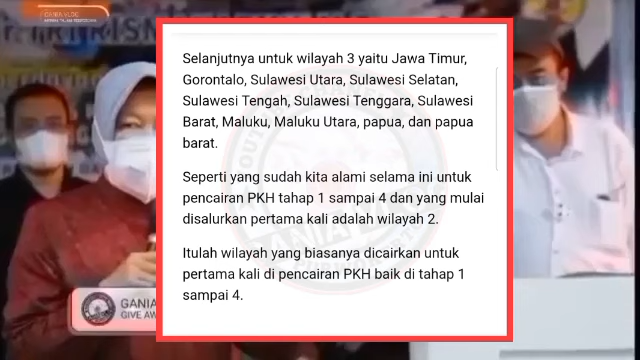 GANIA VLOG
Selanjutnya untuk wilayah 3 yaitu Jawa Timur,
Gorontalo, Sulawesi Utara, Sulawesi Selatan,
Sulawesi Tengah, Sulawesi Tenggara, Sulawesi
Barat, Maluku, Maluku Utara, papua, dan papua
barat.
Seperti yang sudah kita alami selama ini untuk
pencairan PKH tahap 1 sampai 4 dan yang mulai
disalurkan pertama kali adalah wilayah 2.
Itulah wilayah yang biasanya dicairkan untuk
pertama kali di pencairan PKH baik di tahap 1
sampai 4.
GANIA
GIVE AW